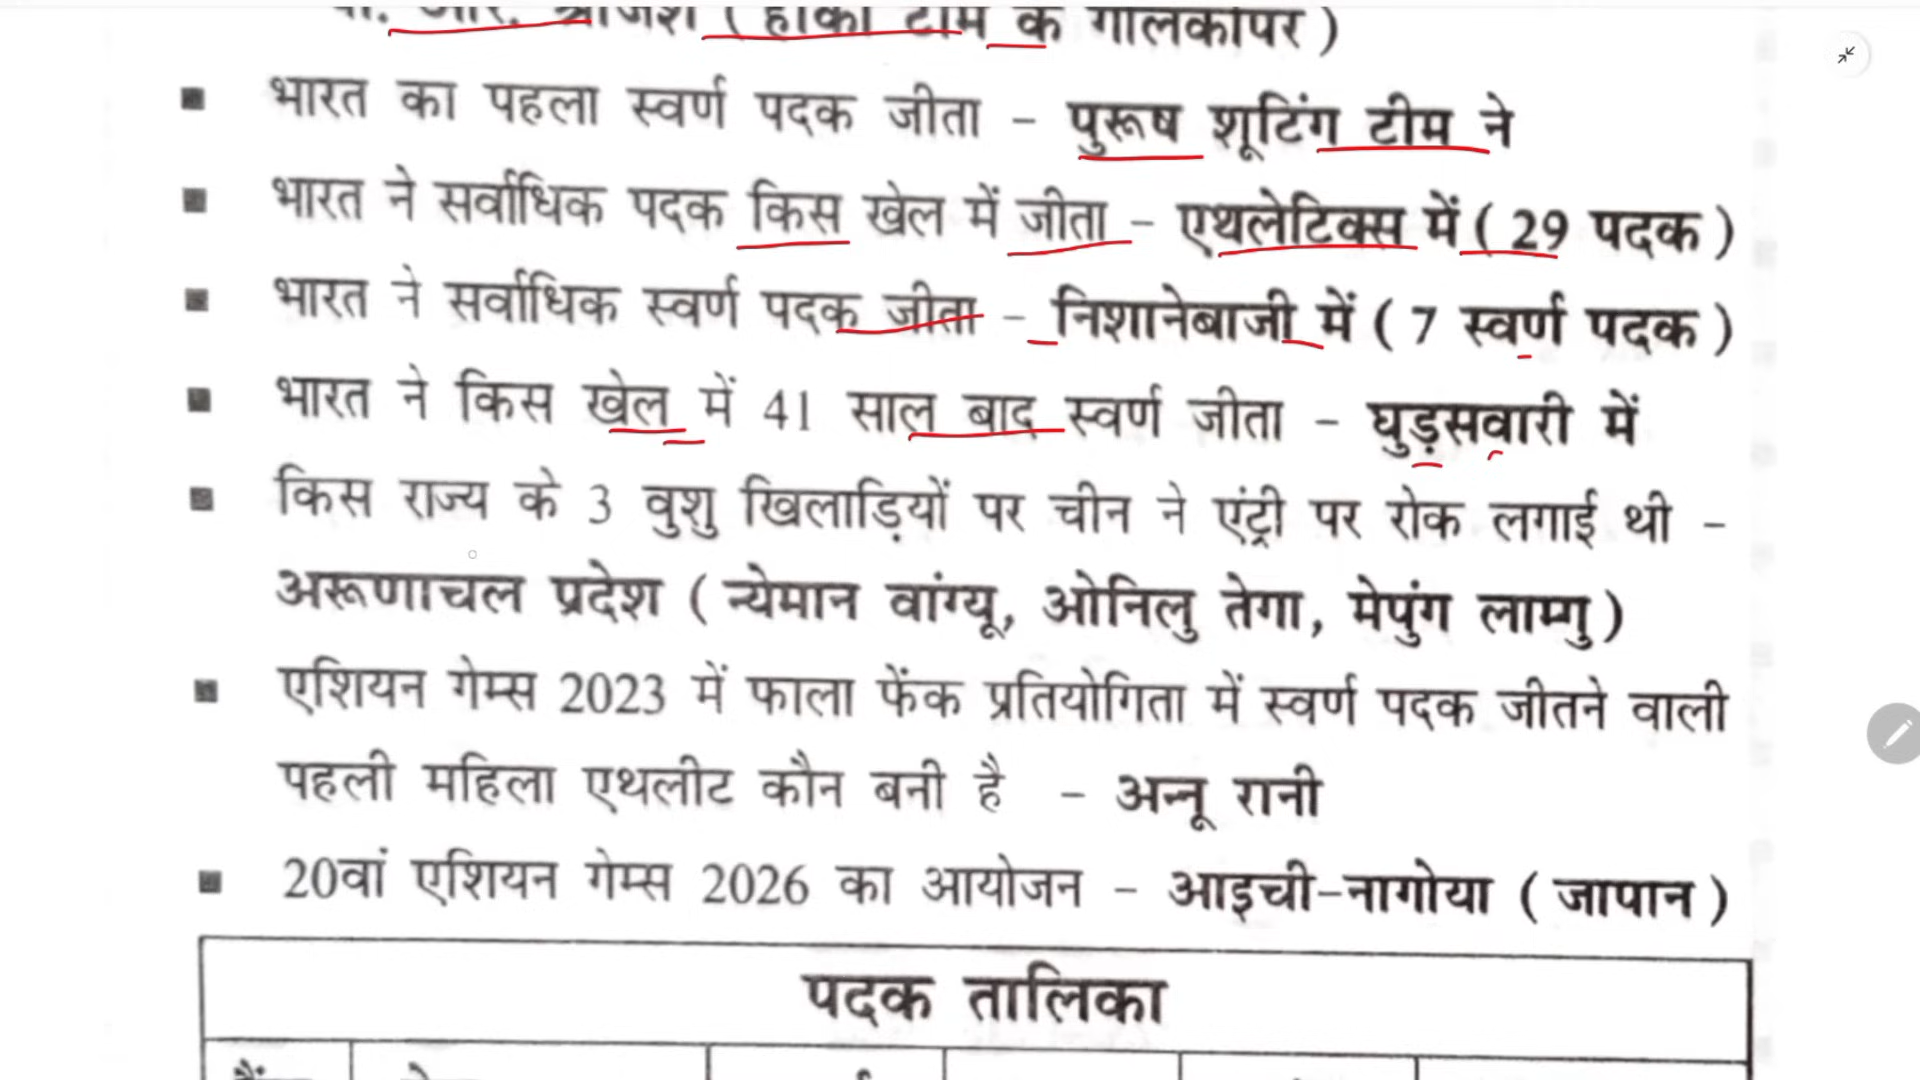 ( हॉकी टीम के गोलकीपर )
▪ भारत का पहला स्वर्ण पदक जीता – पुरूष शूटिंग टीम ने
▪ भारत ने सर्वाधिक पदक किस खेल में जीता – एथलेटिक्स में ( 29 पदक )
▪ भारत ने सर्वाधिक स्वर्ण पदक जीता – निशानेबाजी में ( 7 स्वर्ण पदक )
▪ भारत ने किस खेल में 41 साल बाद स्वर्ण जीता – घुड़सवारी में
▪ किस राज्य के 3 वुशु खिलाड़ियों पर चीन ने एंट्री पर रोक लगाई थी –
अरूणाचल प्रदेश ( न्येमान वांग्यू, ओनिलु तेगा, मेपुंग लाम्गु )
▪ एशियन गेम्स 2023 में फाला फेंक प्रतियोगिता में स्वर्ण पदक जीतने वाली
पहली महिला एथलीट कौन बनी है – अन्नू रानी
▪ 20वां एशियन गेम्स 2026 का आयोजन – आइची-नागोया ( जापान )
पदक तालिका